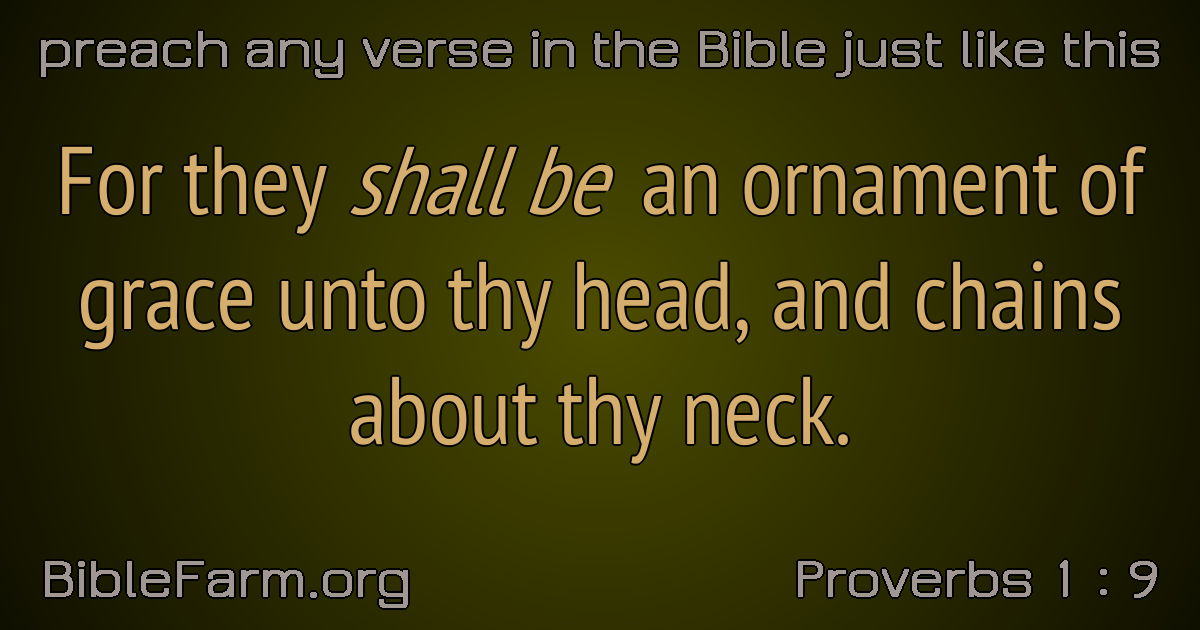 preach any verse in the Bible just like this
For they shall be an ornament of
grace unto thy head, and chains
about thy neck.
BibleFarm.org
Proverbs 1 : 9